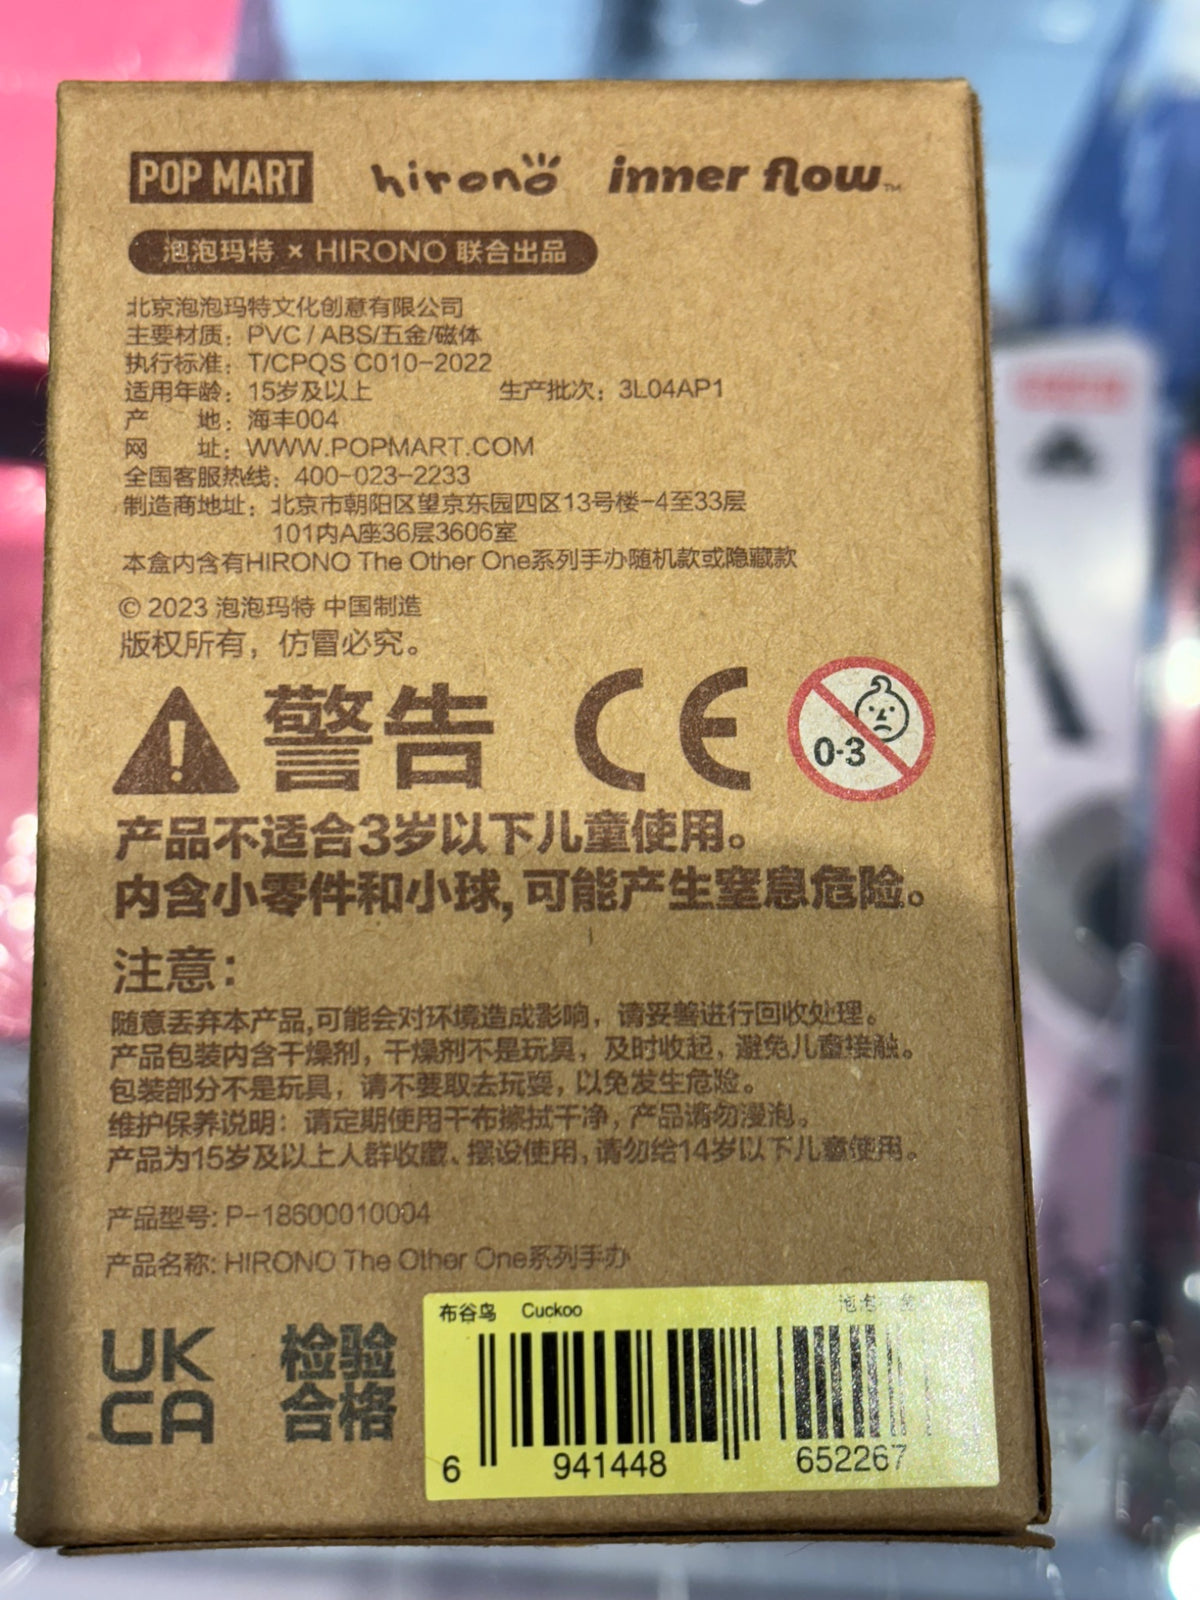 POP MART hirono inner flow™
泡泡玛特 × HIRONO 联合出品
北京泡泡玛特文化创意有限公司
主要材质：PVC / ABS/五金/磁体
执行标准：T/CPQS C010-2022
适用年龄：15岁及以上 生产批次：3L04AP1
产 地：海丰004
网 址：WWW.POPMART.COM
全国客服热线：400-023-2233
制造商地址：北京市朝阳区望京东园四区13号楼-4至33层
101内A座36层3606室
本盒内含有HIRONO The Other One系列手办随机款或隐藏款
© 2023 泡泡玛特 中国制造
版权所有，仿冒必究。
警告 CE 0-3
产品不适合3岁以下儿童使用。
内含小零件和小球,可能产生窒息危险。
注意：
随意丢弃本产品,可能会对环境造成影响，请妥善进行回收处理。
产品包装内含干燥剂，干燥剂不是玩具，及时收起，避免儿童接触。
包装部分不是玩具，请不要取去玩耍，以免发生危险。
维护保养说明：请定期使用干布擦拭干净，产品请勿浸泡。
产品为15岁及以上人群收藏、摆设使用,请勿给14岁以下儿童使用。
产品型号: P-18600010004
产品名称: HIRONO The Other One系列手办
UK
CA
检验
合格
布谷鸟 Cuckoo 泡泡
6 941448 652267